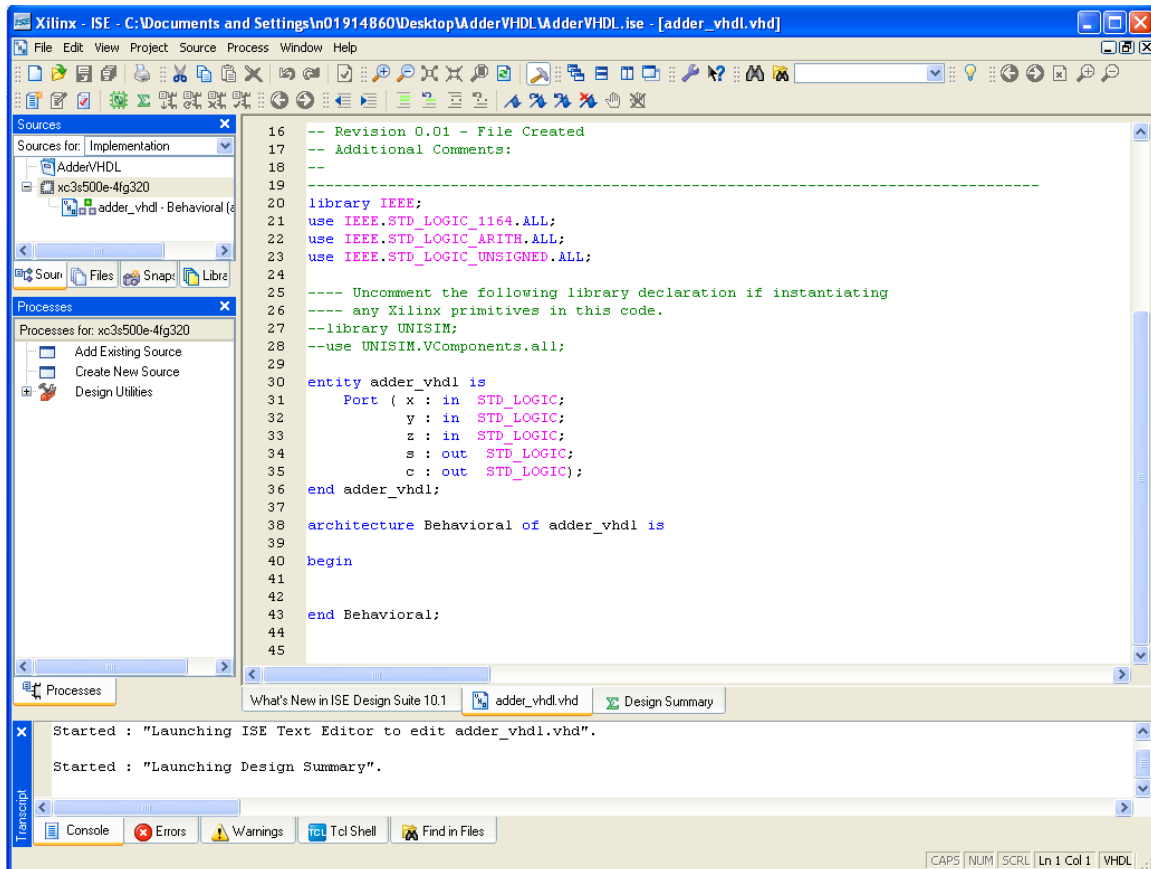 Xilinx - ISE - C:\Documents and Settings\n01914860\Desktop\AdderVHDL\AdderVHDL.ise - [adder_vhdl.vhd]
File Edit View Project Source Process Window Help
Sources
Sources for: Implementation
AdderVHDL
xc3s500e-4fg320
adder_vhdl - Behavioral (a
Sour Files Snaps Libra
Processes
Processes for: xc3s500e-4fg320
Add Existing Source
Create New Source
Design Utilities
Processes
16 -- Revision 0.01 - File Created
17 -- Additional Comments:
18 --
19 ----------------------------------------------------------------------------------
20 library IEEE;
21 use IEEE.STD_LOGIC_1164.ALL;
22 use IEEE.STD_LOGIC_ARITH.ALL;
23 use IEEE.STD_LOGIC_UNSIGNED.ALL;
24
25 ---- Uncomment the following library declaration if instantiating
26 ---- any Xilinx primitives in this code.
27 --library UNISIM;
28 --use UNISIM.VComponents.all;
29
30 entity adder_vhdl is
31     Port ( x : in  STD_LOGIC;
32            y : in  STD_LOGIC;
33            z : in  STD_LOGIC;
34            s : out  STD_LOGIC;
35            c : out  STD_LOGIC);
36 end adder_vhdl;
37
38 architecture Behavioral of adder_vhdl is
39
40 begin
41
42
43 end Behavioral;
44
45
What's New in ISE Design Suite 10.1 adder_vhdl.vhd Design Summary
Started : "Launching ISE Text Editor to edit adder_vhdl.vhd".
Started : "Launching Design Summary".
Transcript
Console Errors Warnings TCL Tcl Shell Find in Files
CAPS NUM SCRL Ln 1 Col 1 VHDL